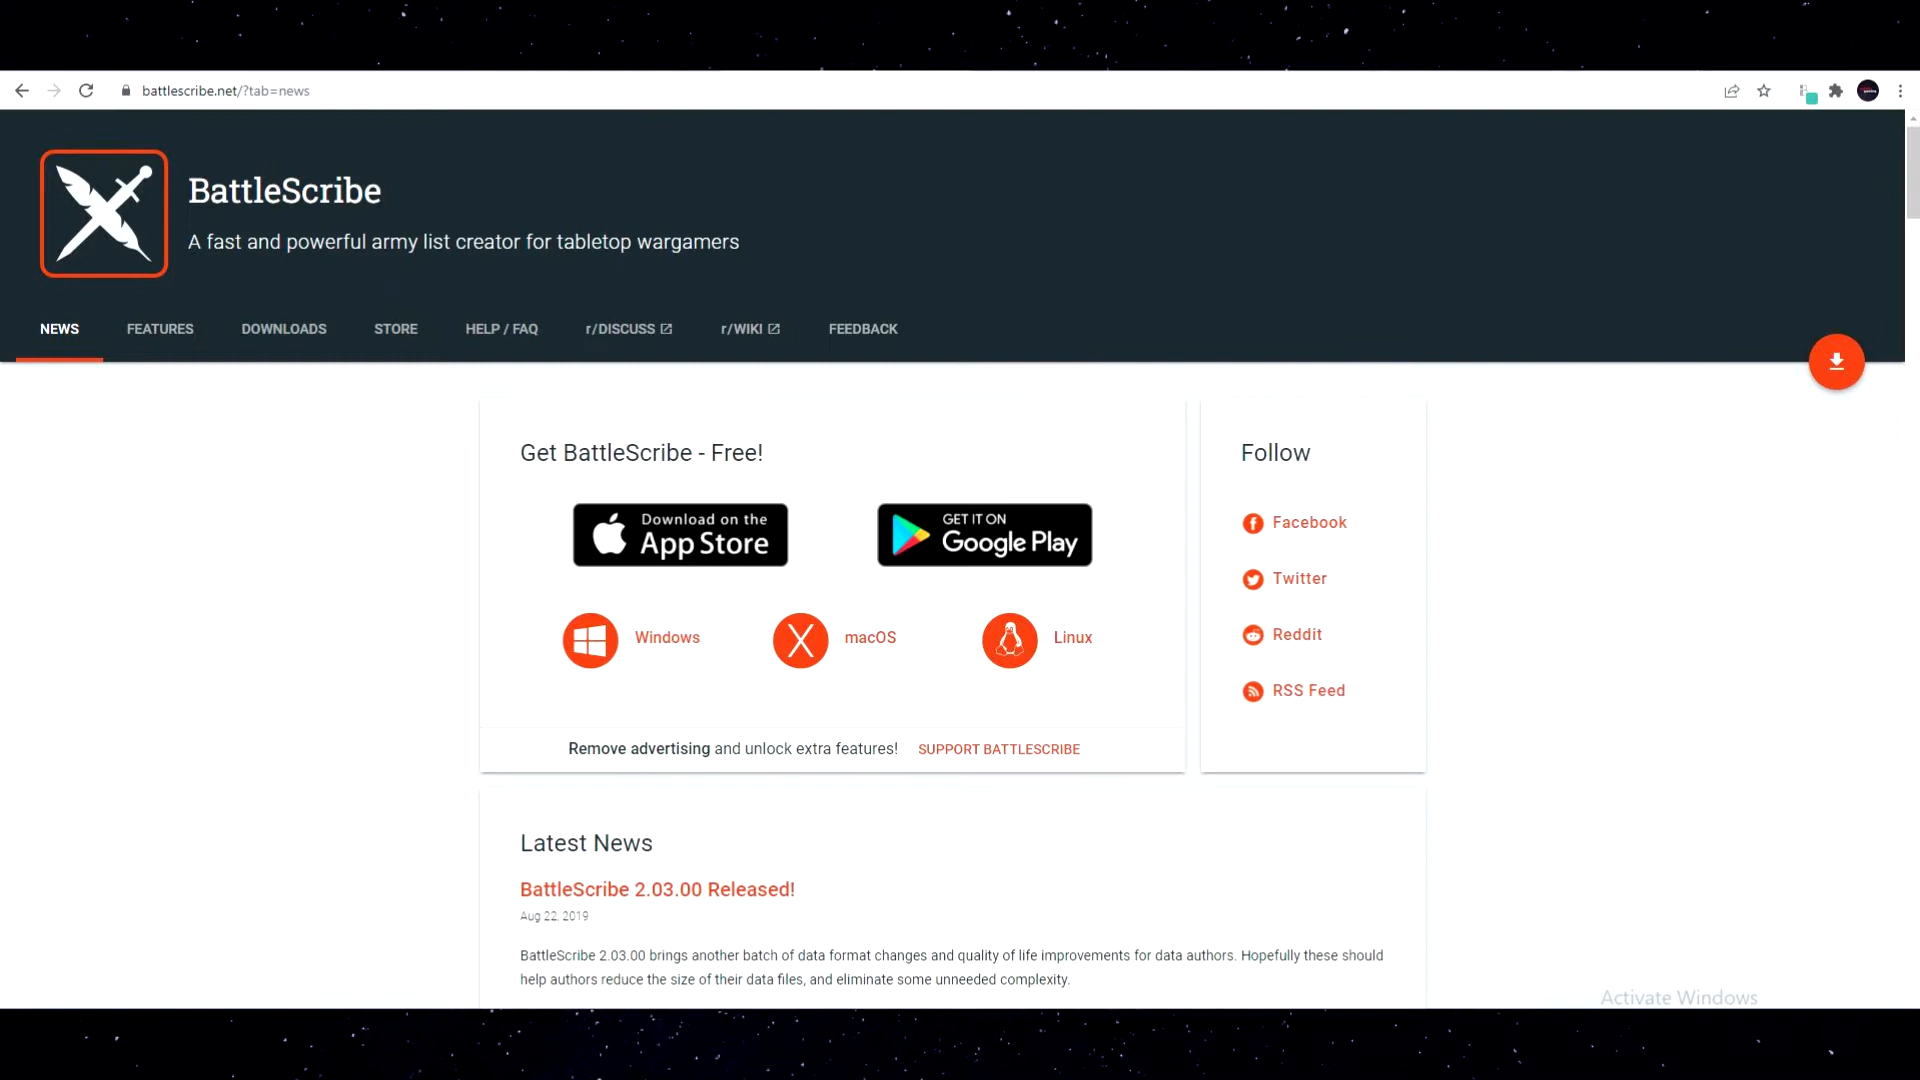 battlescribe.net/?tab=news
BattleScribe
A fast and powerful army list creator for tabletop wargamers
NEWS FEATURES DOWNLOADS STORE HELP / FAQ r/DISCUSS r/WIKI FEEDBACK
Get BattleScribe - Free!
Download on the
App Store
GET IT ON
Google Play
Windows macOS Linux
Remove advertising and unlock extra features! SUPPORT BATTLESCRIBE
Follow
Facebook
Twitter
Reddit
RSS Feed
Latest News
BattleScribe 2.03.00 Released!
Aug 22, 2019
BattleScribe 2.03.00 brings another batch of data format changes and quality of life improvements for data authors. Hopefully these should
help authors reduce the size of their data files, and eliminate some unneeded complexity.
Activate Windows